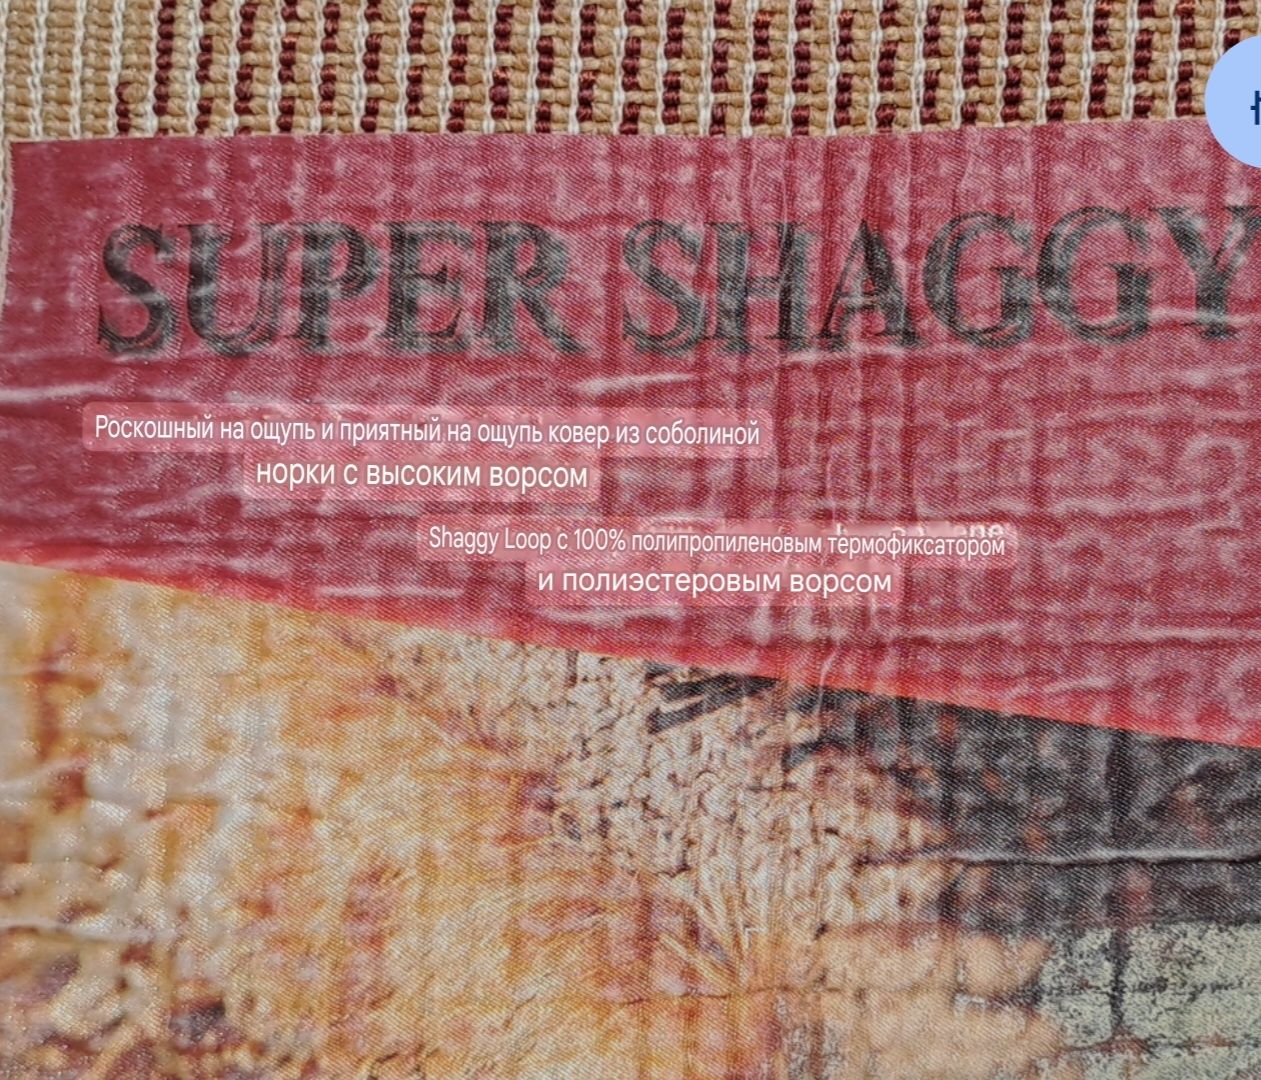 SUPER SHAGGY
Роскошный на ощупь и приятный на ощупь ковер из соболиной
норки с высоким ворсом
Shaggy Loop с 100% полипропиленовым термофиксатором
и полиэстеровым ворсом